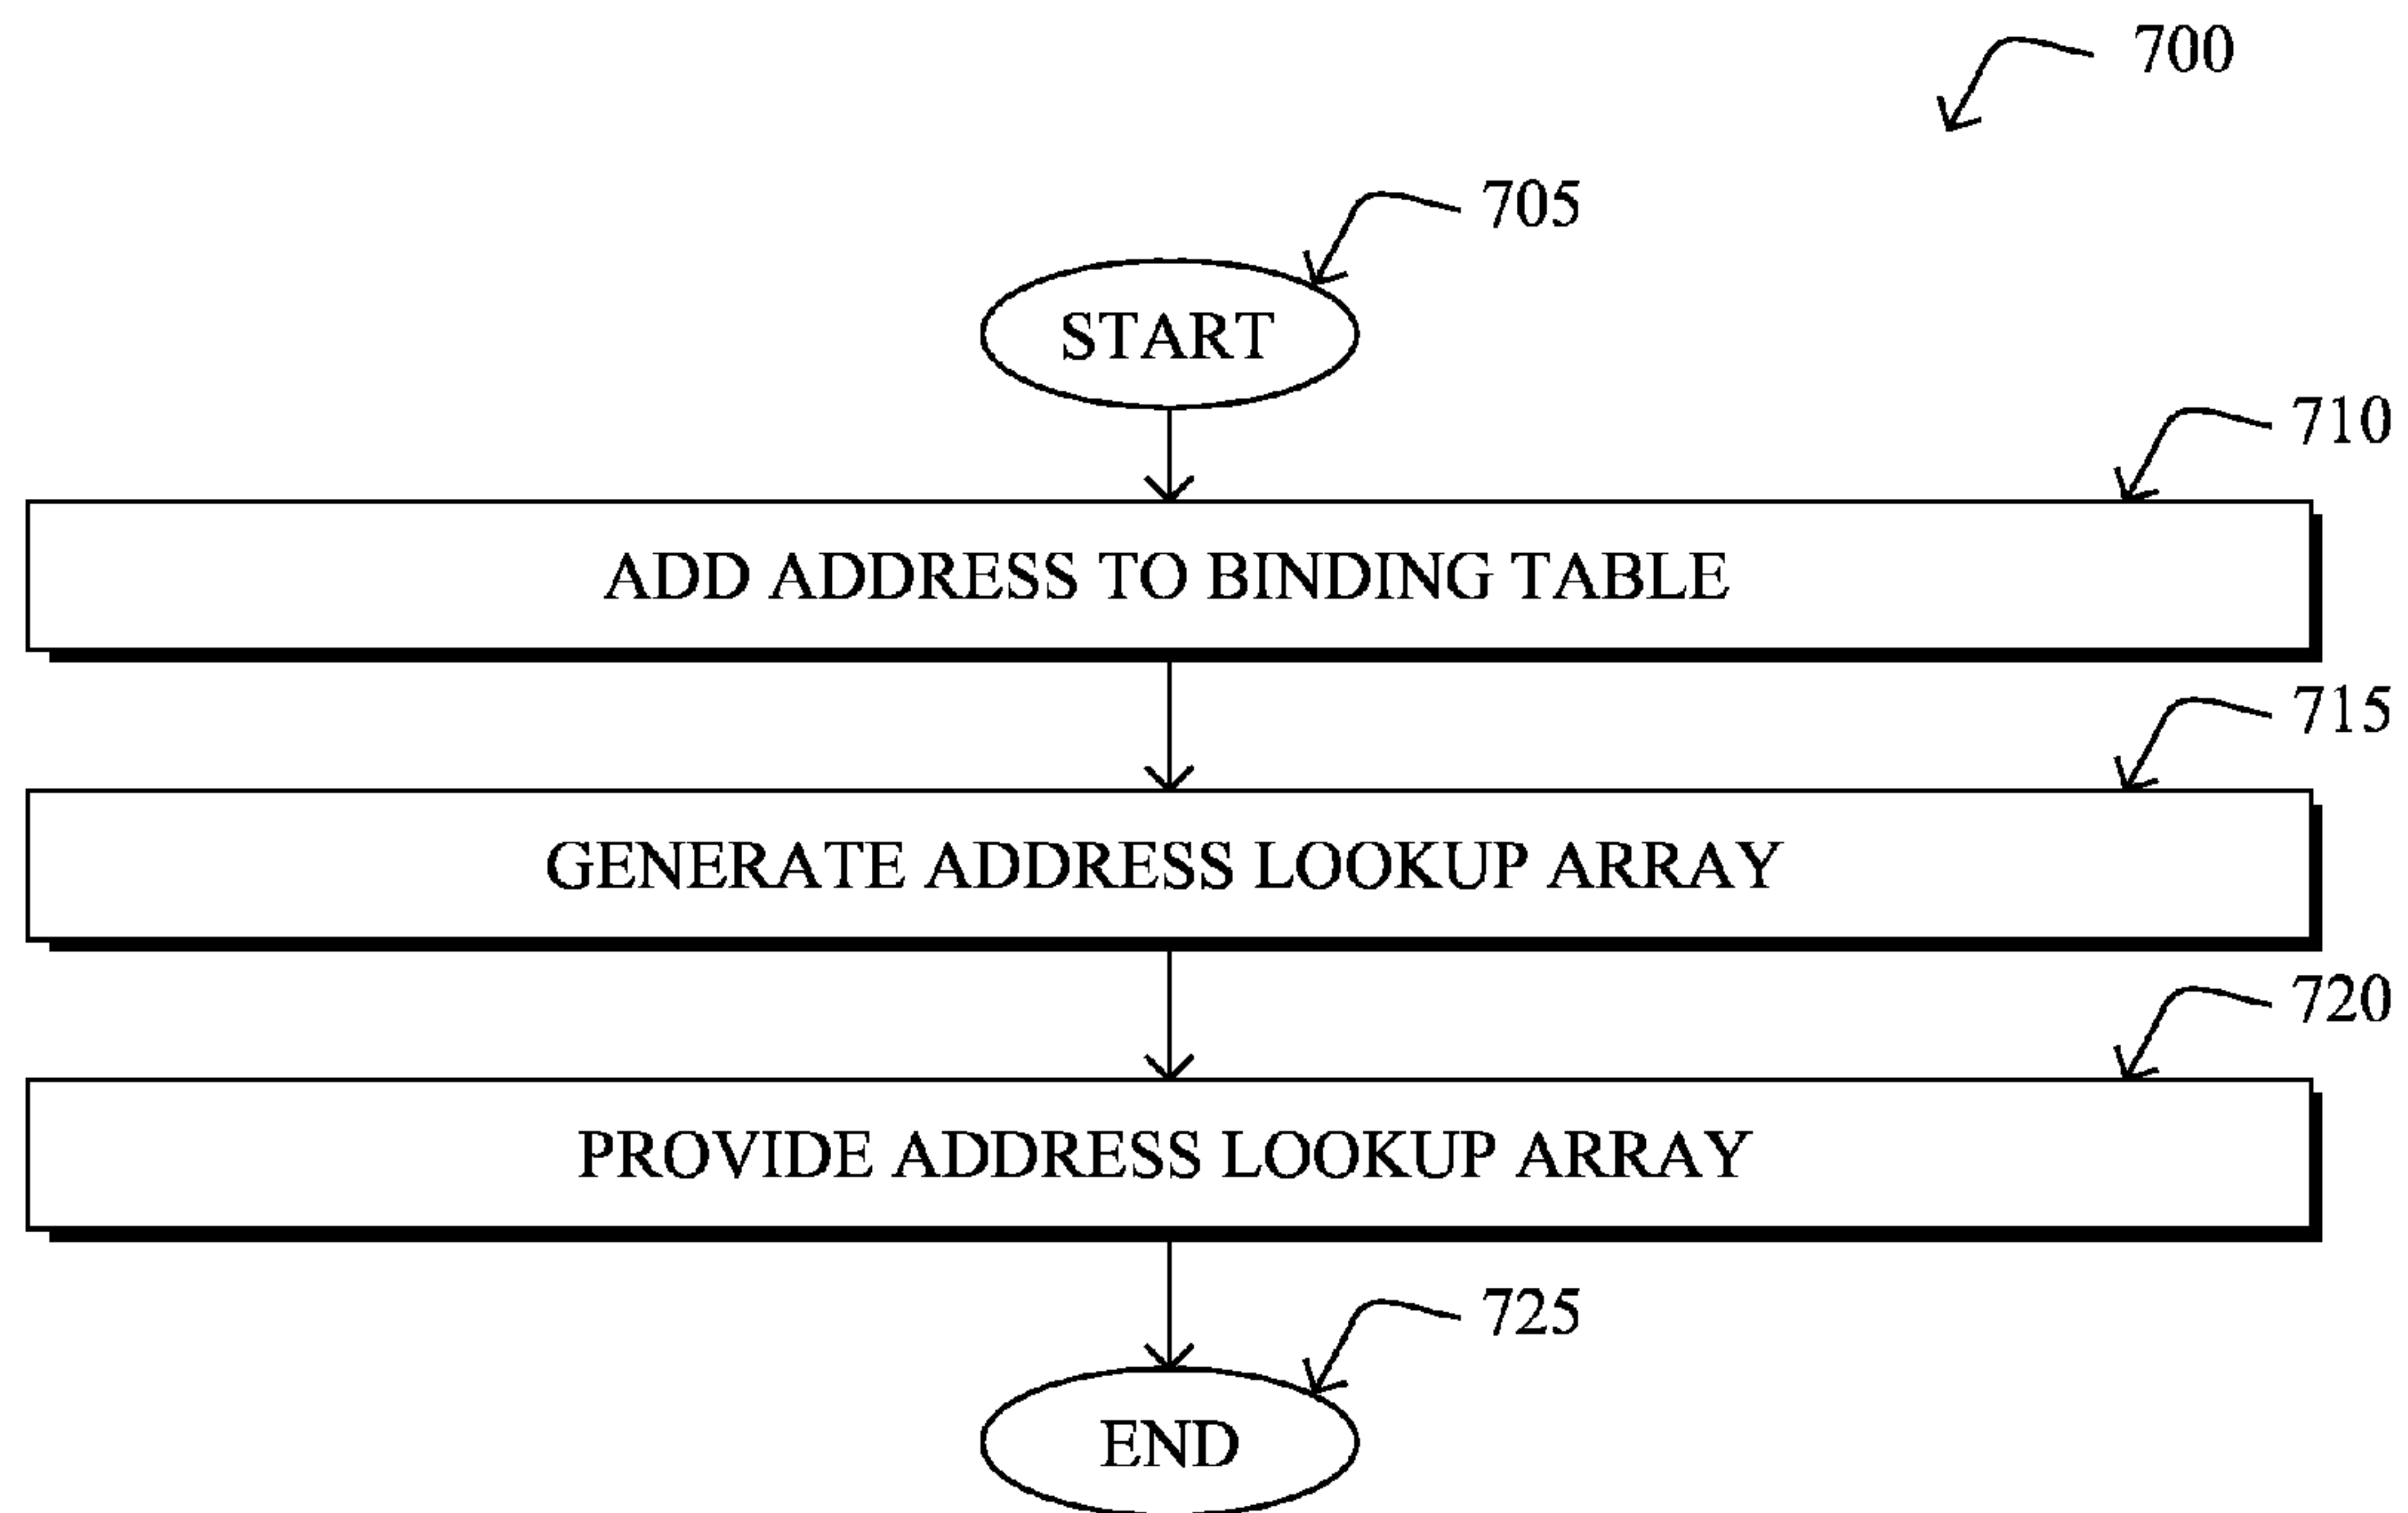 700
705
START
710
ADD ADDRESS TO BINDING TABLE
715
GENERATE ADDRESS LOOKUP ARRAY
720
PROVIDE ADDRESS LOOKUP ARRAY
725
END